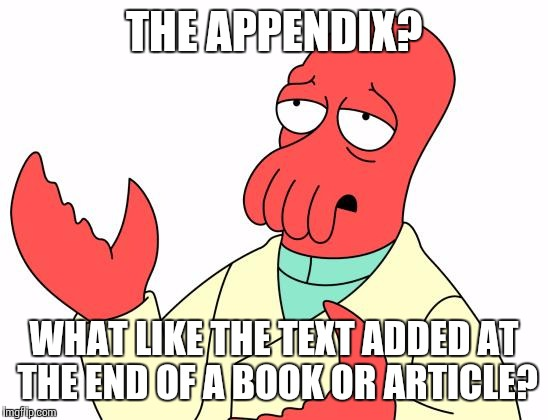 THE APPENDIX?
WHAT LIKE THE TEXT ADDED AT
THE END OF A BOOK OR ARTICLE?
imgflip.com